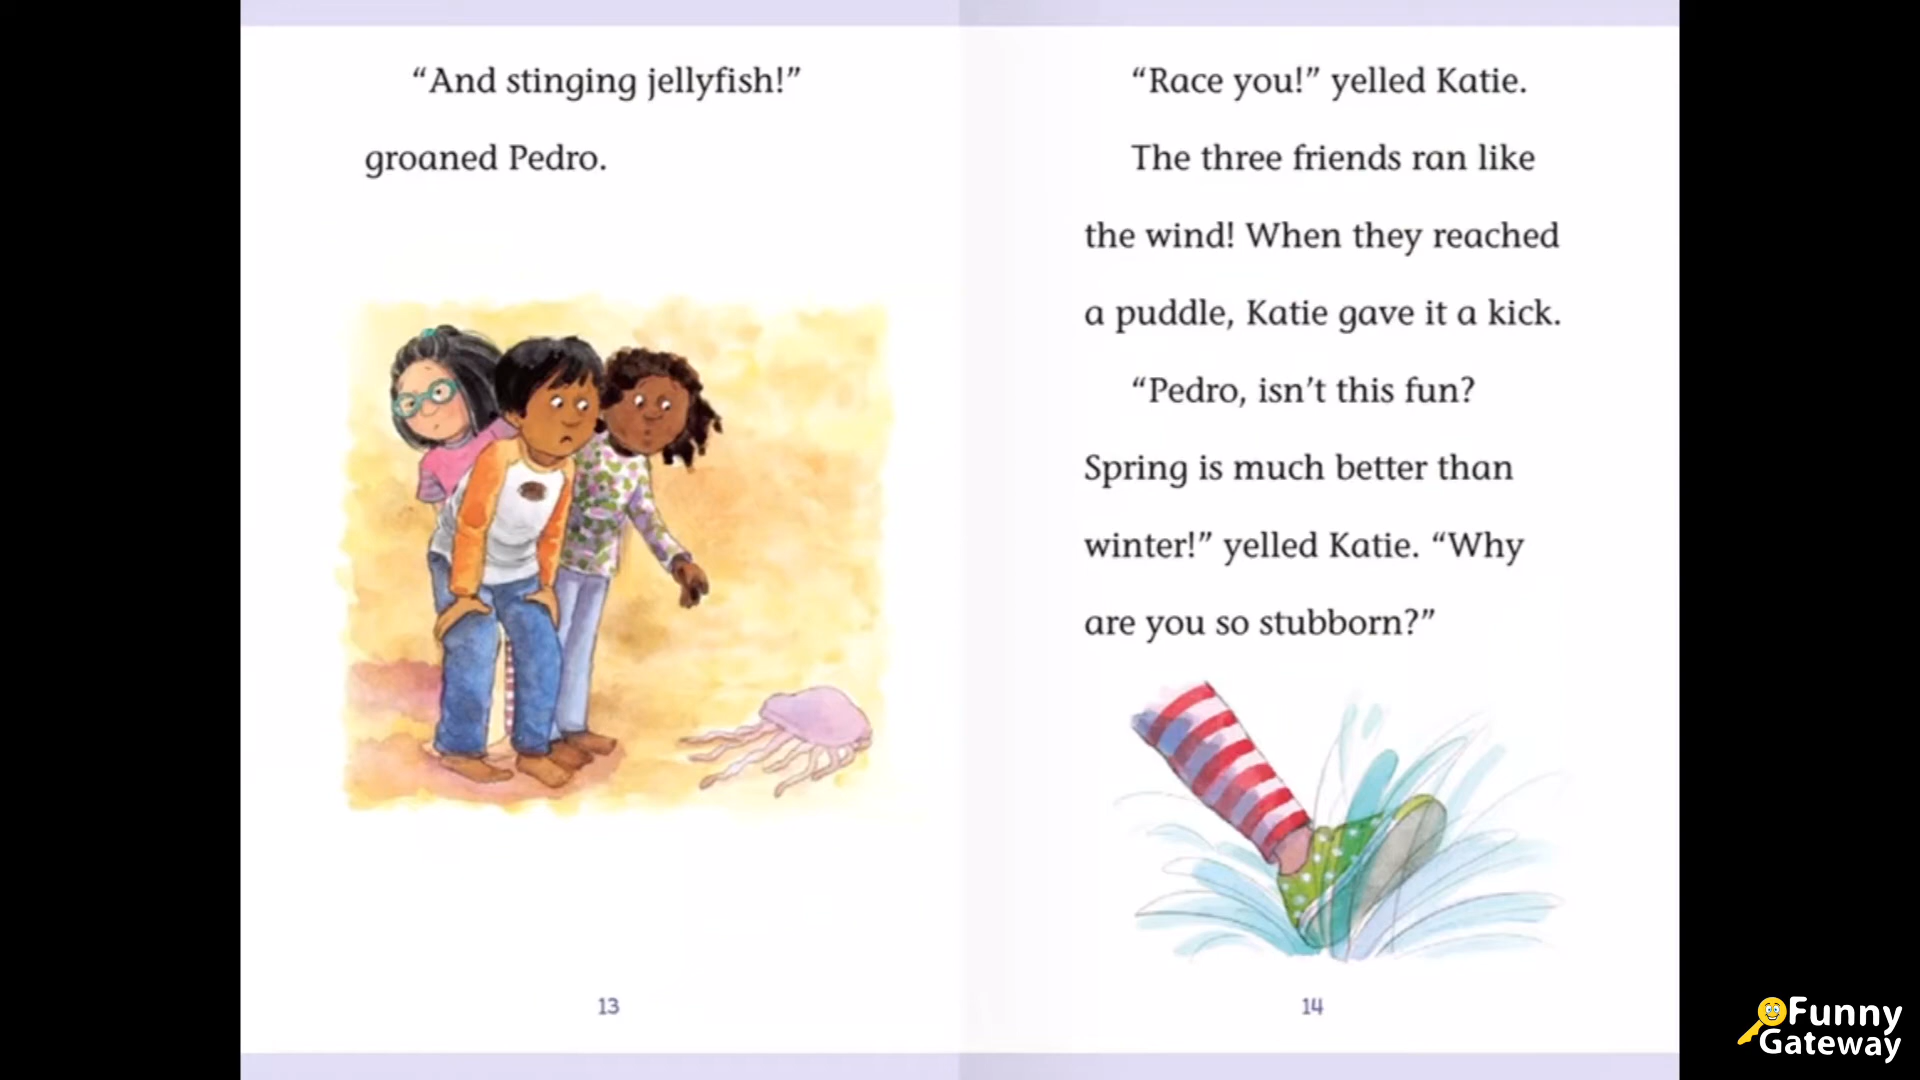 “And stinging jellyfish!”
groaned Pedro.
13
“Race you!” yelled Katie.
The three friends ran like
the wind! When they reached
a puddle, Katie gave it a kick.
“Pedro, isn’t this fun?
Spring is much better than
winter!” yelled Katie. “Why
are you so stubborn?”
14
Funny
Gateway